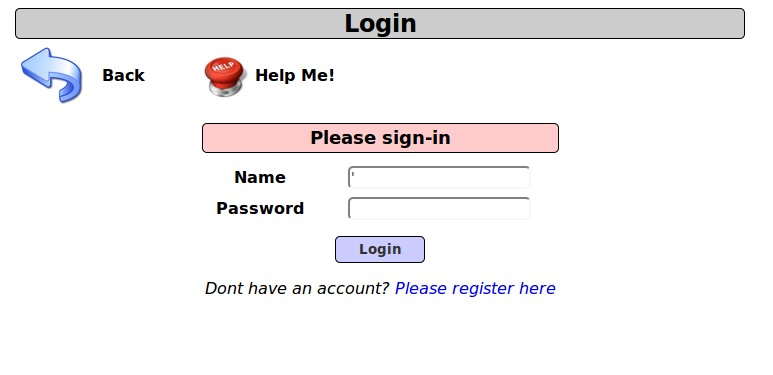 Login
Back
HELP
Help Me!
Please sign-in
Name '
Password
Login
Dont have an account? Please register here